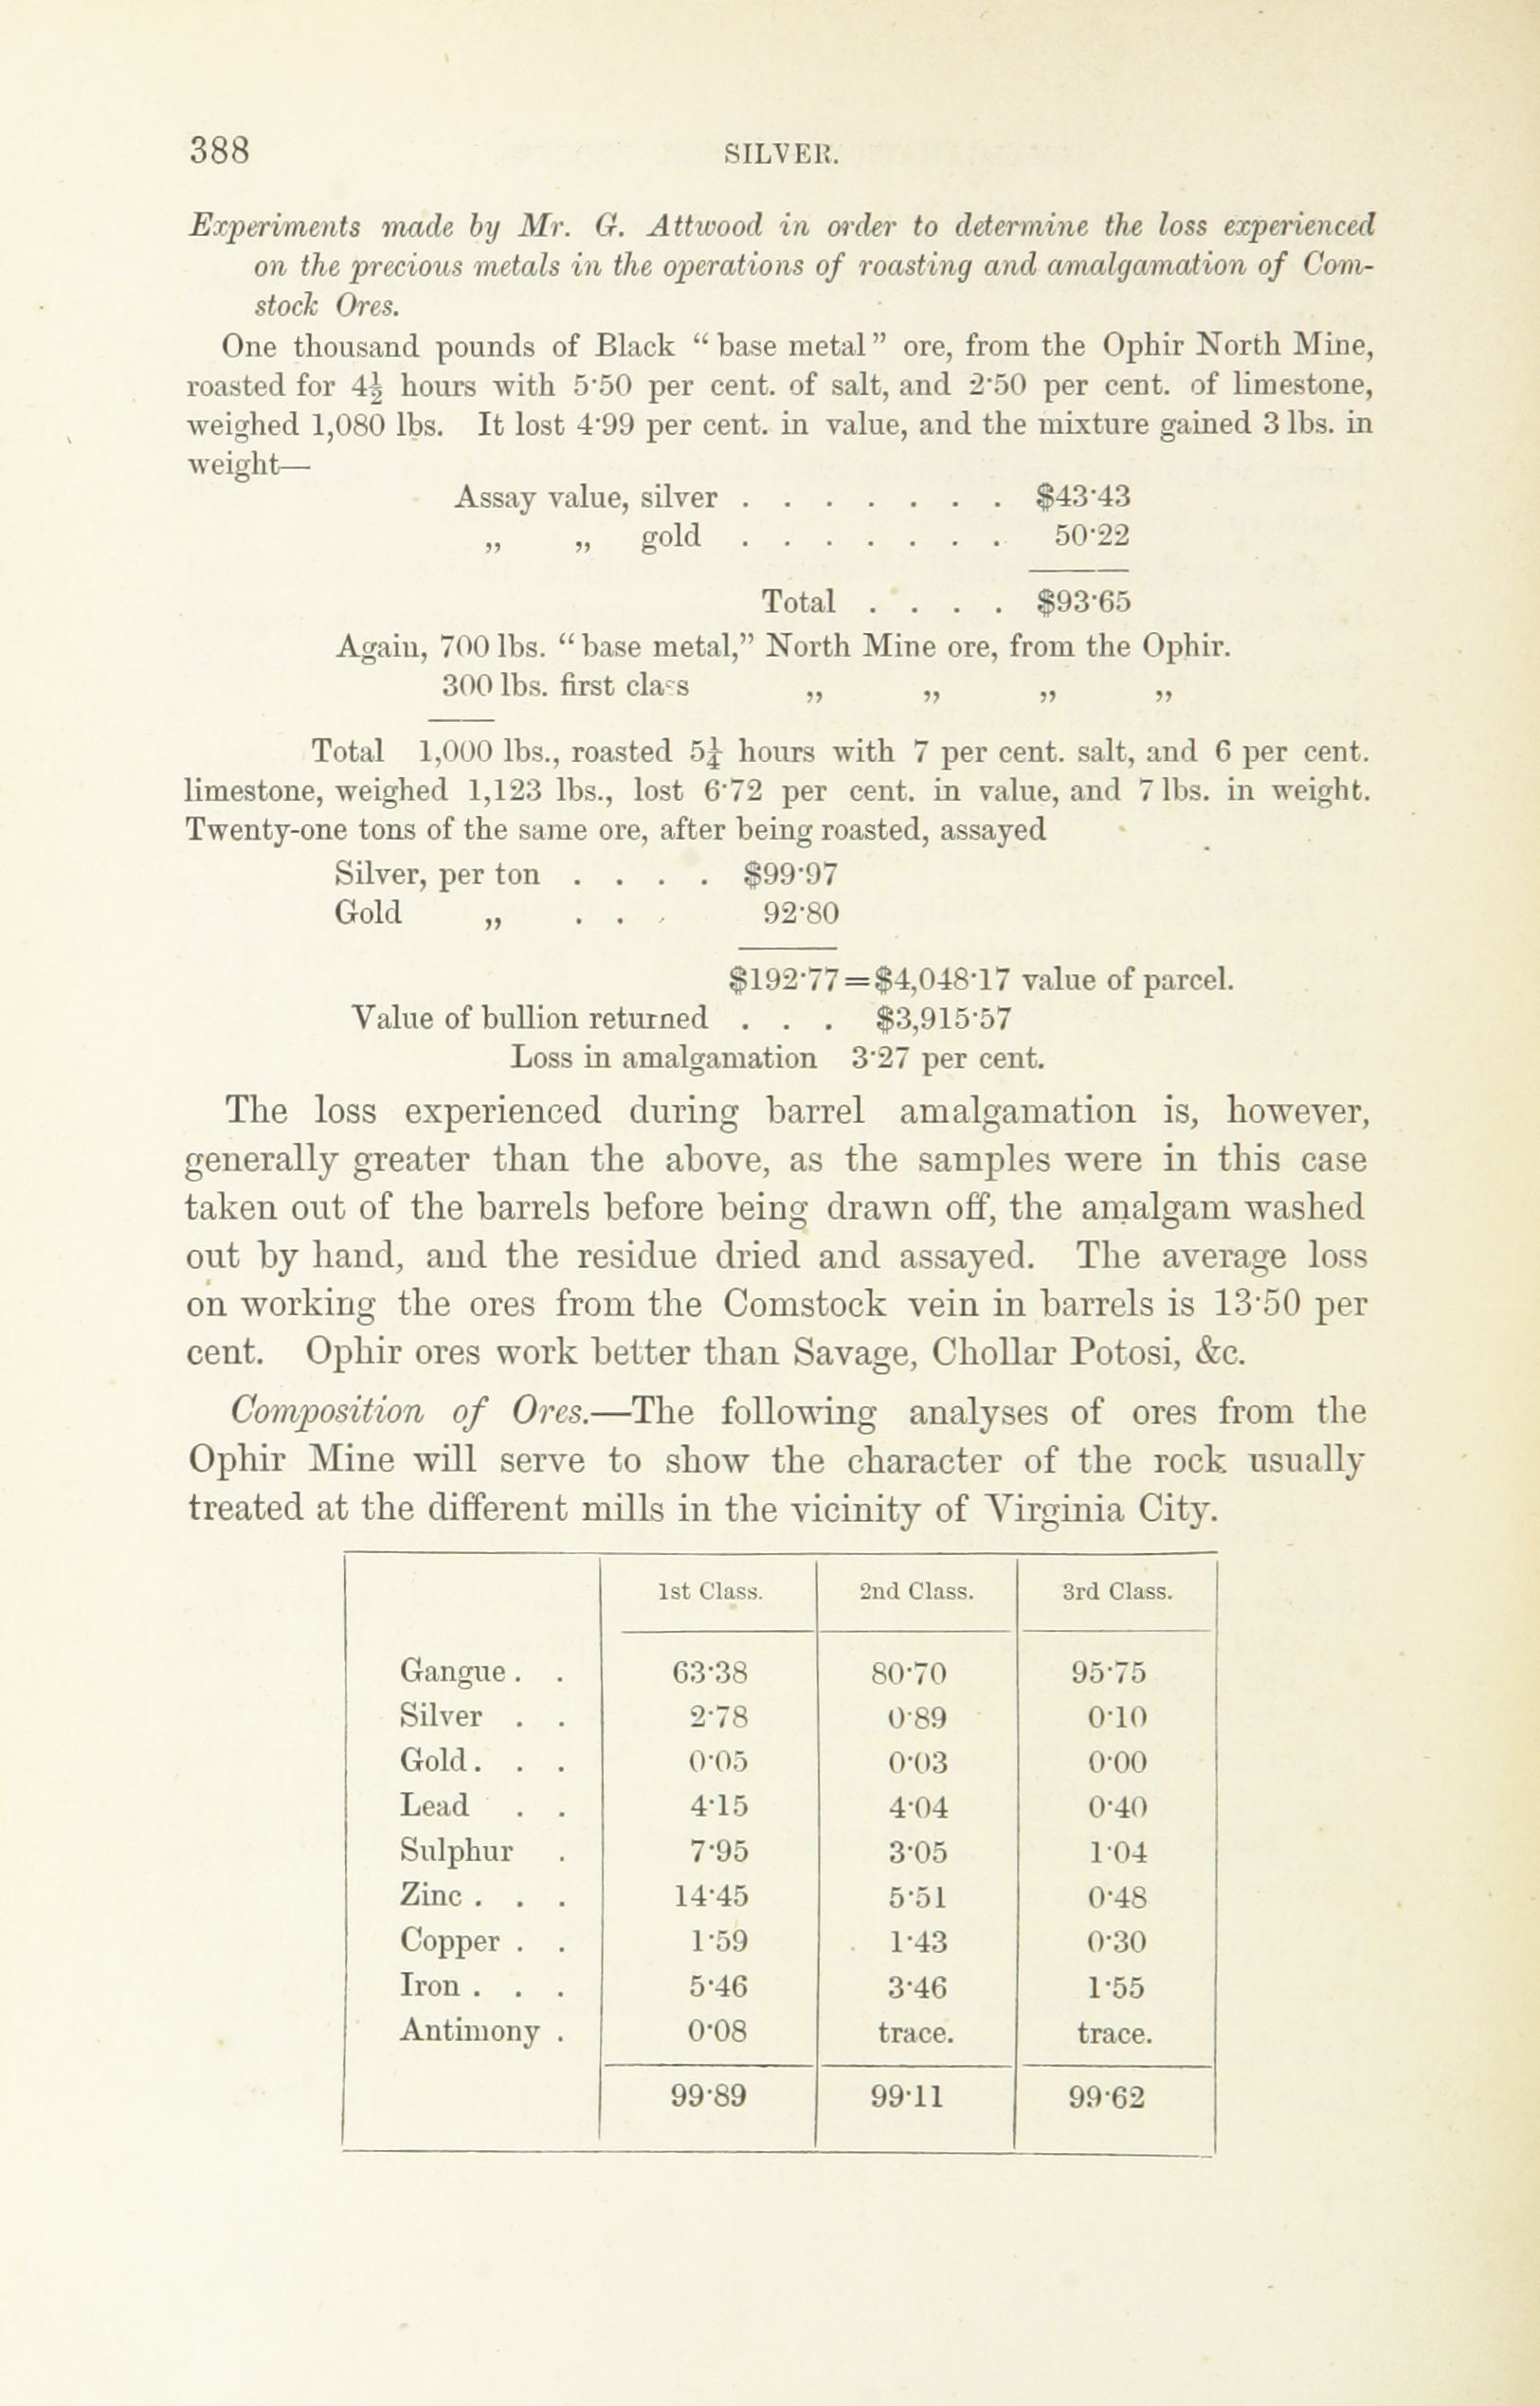 388 SILVER.
Experiments made by Mr. G. Attwood in order to determine the loss experienced
on the precious metals in the operations of roasting and amalgamation of Com-
stock Ores.
One thousand pounds of Black “base metal” ore, from the Ophir North Mine,
roasted for 4½ hours with 5·50 per cent. of salt, and 2·50 per cent. of limestone,
weighed 1,080 lbs. It lost 4·99 per cent. in value, and the mixture gained 3 lbs. in
weight—
Assay value, silver . . . . . . . $43·43
„ „ gold . . . . . . . 50·22
Total . . . . $93·65
Again, 700 lbs. “base metal,” North Mine ore, from the Ophir.
300 lbs. first class „ „ „ „
Total 1,000 lbs., roasted 5¼ hours with 7 per cent. salt, and 6 per cent.
limestone, weighed 1,123 lbs., lost 6·72 per cent. in value, and 7 lbs. in weight.
Twenty-one tons of the same ore, after being roasted, assayed
Silver, per ton . . . . $99·97
Gold „ . . . 92·80
$192·77=$4,048·17 value of parcel.
Value of bullion returned . . . $3,915·57
Loss in amalgamation 3·27 per cent.
The loss experienced during barrel amalgamation is, however,
generally greater than the above, as the samples were in this case
taken out of the barrels before being drawn off, the amalgam washed
out by hand, and the residue dried and assayed. The average loss
on working the ores from the Comstock vein in barrels is 13·50 per
cent. Ophir ores work better than Savage, Chollar Potosi, &c.
Composition of Ores.—The following analyses of ores from the
Ophir Mine will serve to show the character of the rock usually
treated at the different mills in the vicinity of Virginia City.
1st Class. 2nd Class. 3rd Class.
Gangue . . 63·38 80·70 95·75
Silver . . 2·78 0·89 0·10
Gold . . . 0·05 0·03 0·00
Lead . . 4·15 4·04 0·40
Sulphur . 7·95 3·05 1·04
Zinc . . . 14·45 5·51 0·48
Copper . . 1·59 1·43 0·30
Iron . . . 5·46 3·46 1·55
Antimony . 0·08 trace. trace.
99·89 99·11 99·62